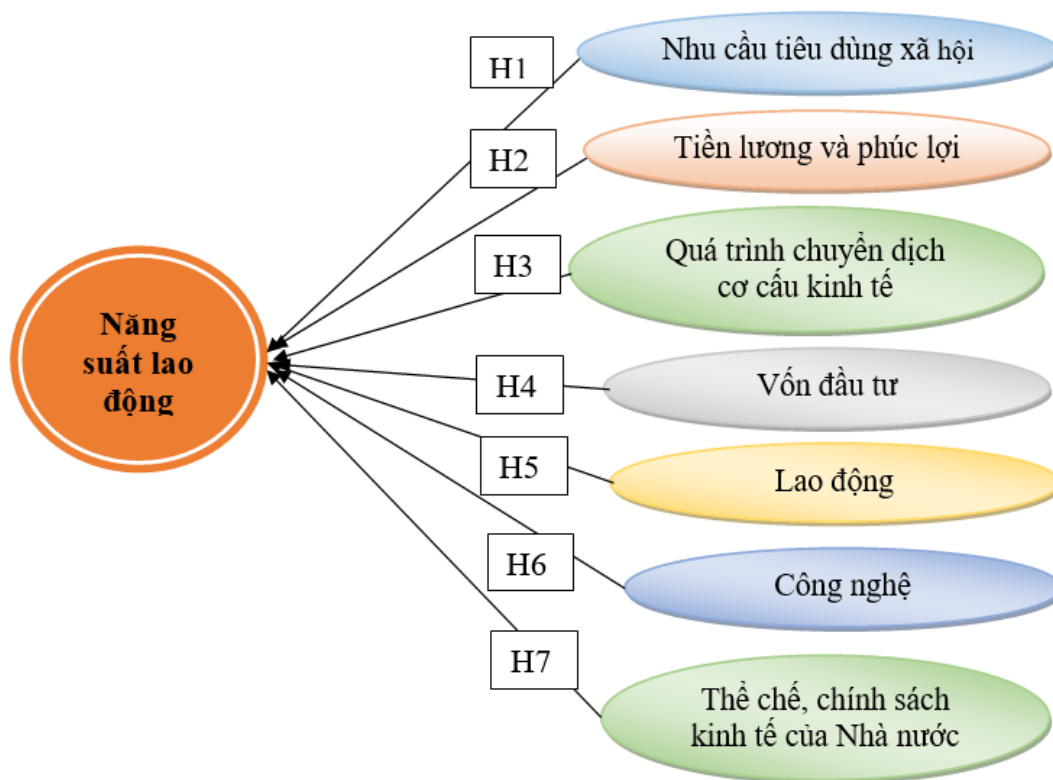 H1
Nhu cầu tiêu dùng xã hội
H2
Tiền lương và phúc lợi
H3
Quá trình chuyển dịch
cơ cấu kinh tế
Năng
suất lao
động
H4
Vốn đầu tư
H5
Lao động
H6
Công nghệ
H7
Thể chế, chính sách
kinh tế của Nhà nước